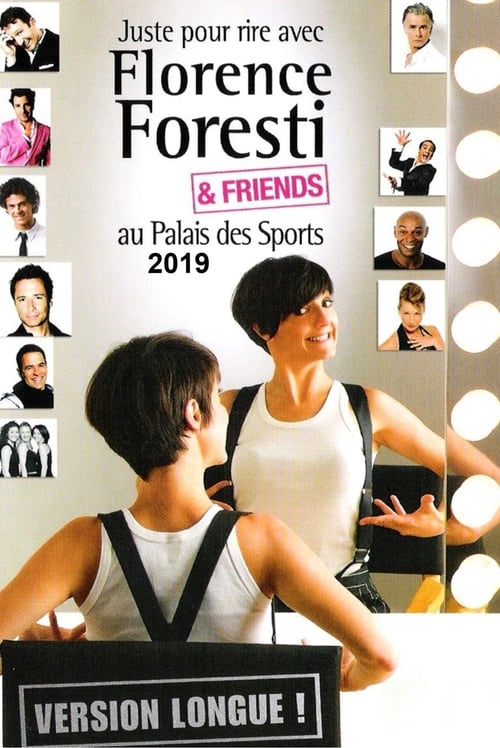 Juste pour rire avec
Florence
Foresti
& FRIENDS
au Palais des Sports
2019
VERSION LONGUE !